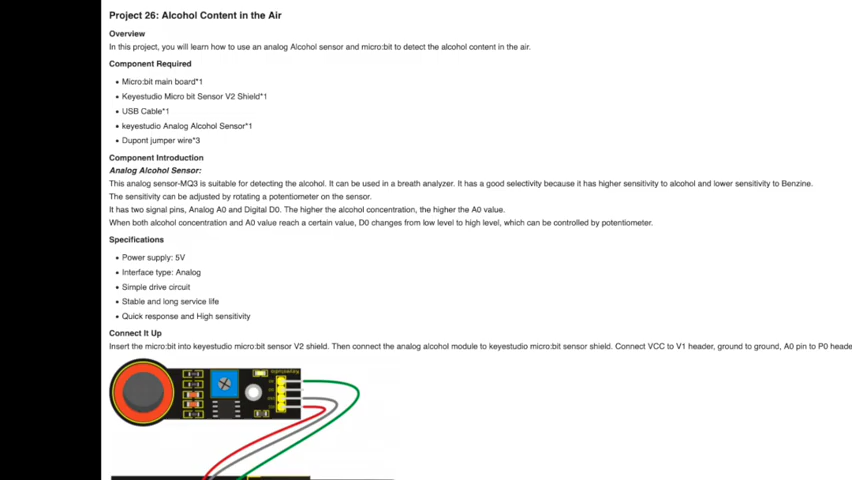 Project 26: Alcohol Content in the Air
Overview
In this project, you will learn how to use an analog Alcohol sensor and micro:bit to detect the alcohol content in the air.
Component Required
• Micro:bit main board*1
• Keyestudio Micro bit Sensor V2 Shield*1
• USB Cable*1
• keyestudio Analog Alcohol Sensor*1
• Dupont jumper wire*3
Component Introduction
Analog Alcohol Sensor:
This analog sensor-MQ3 is suitable for detecting the alcohol. It can be used in a breath analyzer. It has a good selectivity because it has higher sensitivity to alcohol and lower sensitivity to Benzine.
The sensitivity can be adjusted by rotating a potentiometer on the sensor.
It has two signal pins, Analog A0 and Digital D0. The higher the alcohol concentration, the higher the A0 value.
When both alcohol concentration and A0 value reach a certain value, D0 changes from low level to high level, which can be controlled by potentiometer.
Specifications
• Power supply: 5V
• Interface type: Analog
• Simple drive circuit
• Stable and long service life
• Quick response and High sensitivity
Connect It Up
Insert the micro:bit into keyestudio micro:bit sensor V2 shield. Then connect the analog alcohol module to keyestudio micro:bit sensor shield. Connect VCC to V1 header, ground to ground, A0 pin to P0 heade
Keyestudio